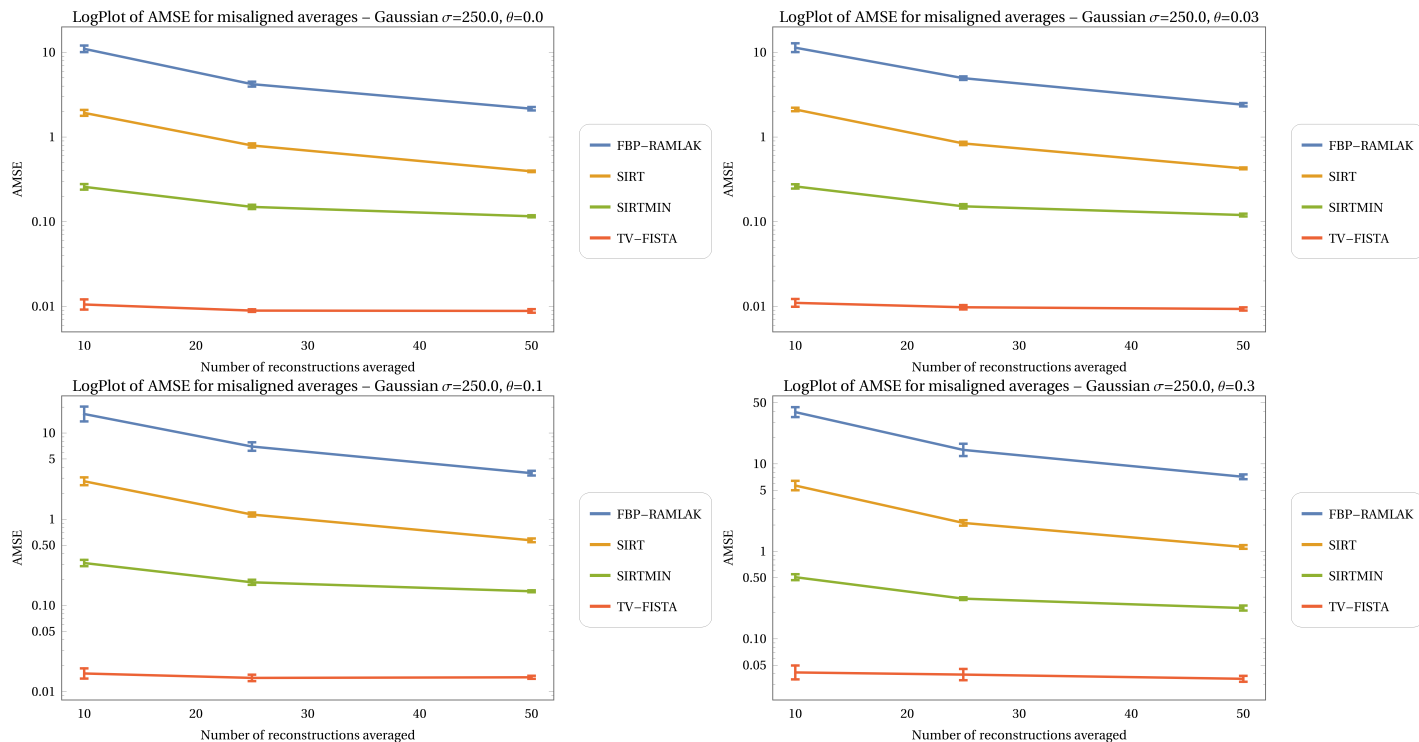 LogPlot of AMSE for misaligned averages – Gaussian σ=250.0, θ=0.0
10
1
0.10
0.01
AMSE
10 20 30 40 50
Number of reconstructions averaged
FBP–RAMLAK
SIRT
SIRTMIN
TV–FISTA
LogPlot of AMSE for misaligned averages – Gaussian σ=250.0, θ=0.03
10
1
0.10
0.01
AMSE
10 20 30 40 50
Number of reconstructions averaged
FBP–RAMLAK
SIRT
SIRTMIN
TV–FISTA
LogPlot of AMSE for misaligned averages – Gaussian σ=250.0, θ=0.1
10
5
1
0.50
0.10
0.05
0.01
AMSE
10 20 30 40 50
Number of reconstructions averaged
FBP–RAMLAK
SIRT
SIRTMIN
TV–FISTA
LogPlot of AMSE for misaligned averages – Gaussian σ=250.0, θ=0.3
50
10
5
1
0.50
0.10
0.05
AMSE
10 20 30 40 50
Number of reconstructions averaged
FBP–RAMLAK
SIRT
SIRTMIN
TV–FISTA